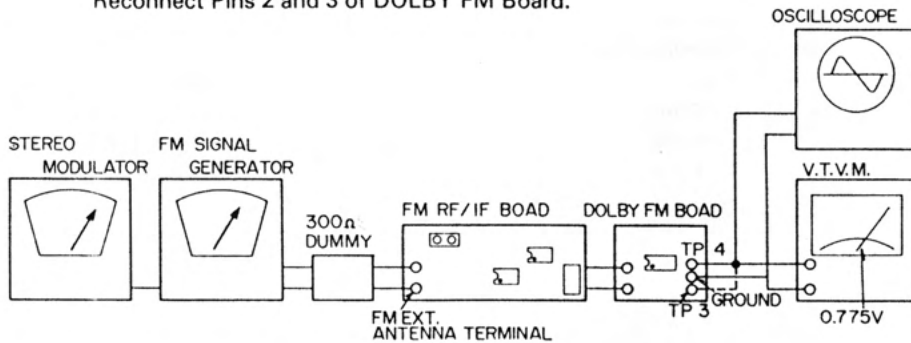 Reconnect Pins 2 and 3 of DOLBY FM Board.
OSCILLOSCOPE
STEREO
MODULATOR
FM SIGNAL
GENERATOR
V.T.V.M.
300Ω
DUMMY
FM RF/IF BOAD
DOLBY FM BOAD
TP 4
GROUND
TP 3
FM EXT.
ANTENNA TERMINAL
0.775V